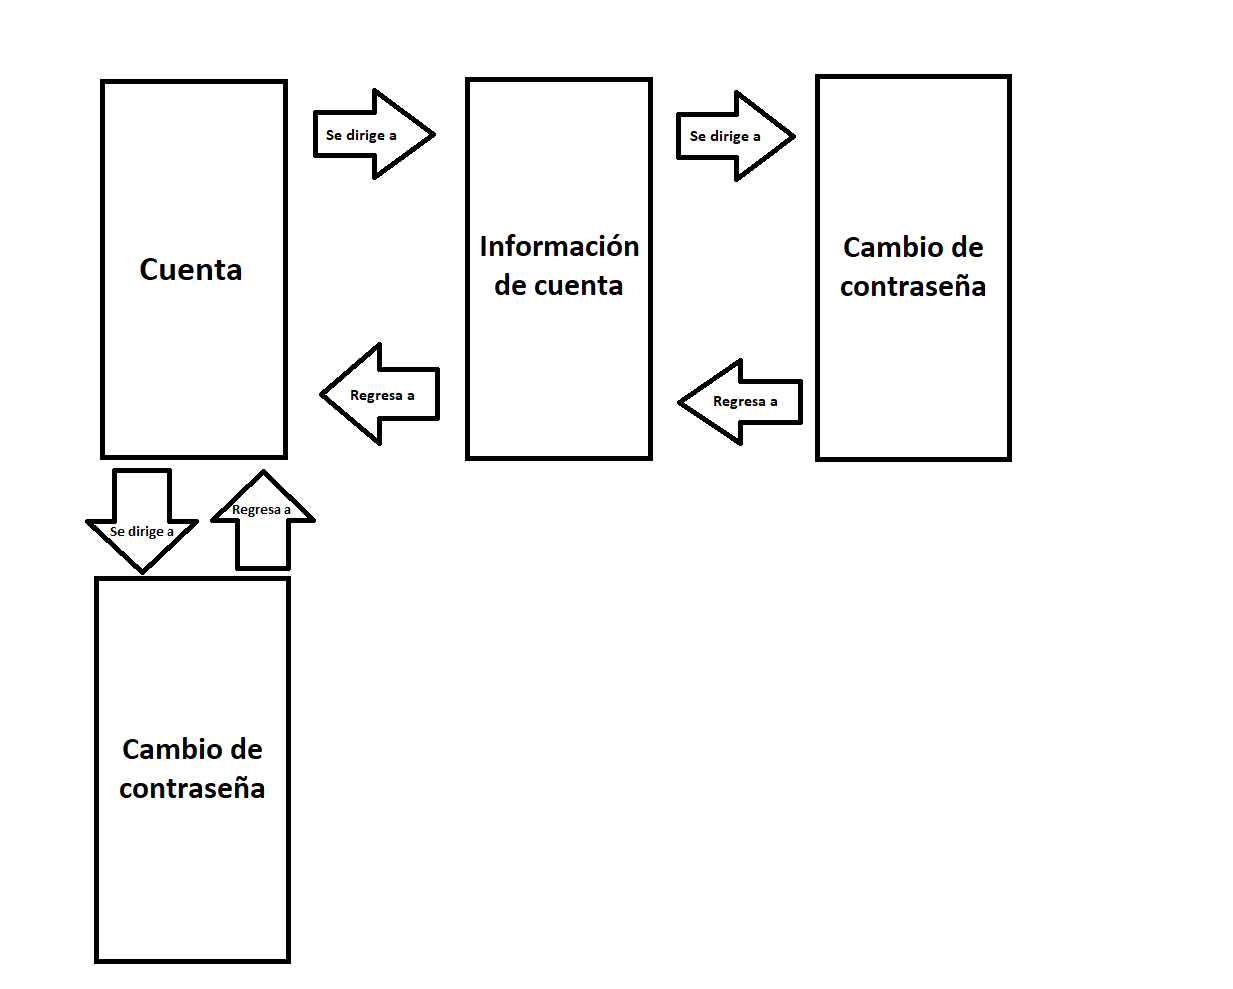 Se dirige a
Se dirige a
Cuenta
Información
de cuenta
Cambio de
contraseña
Regresa a
Regresa a
Se dirige a
Regresa a
Cambio de
contraseña